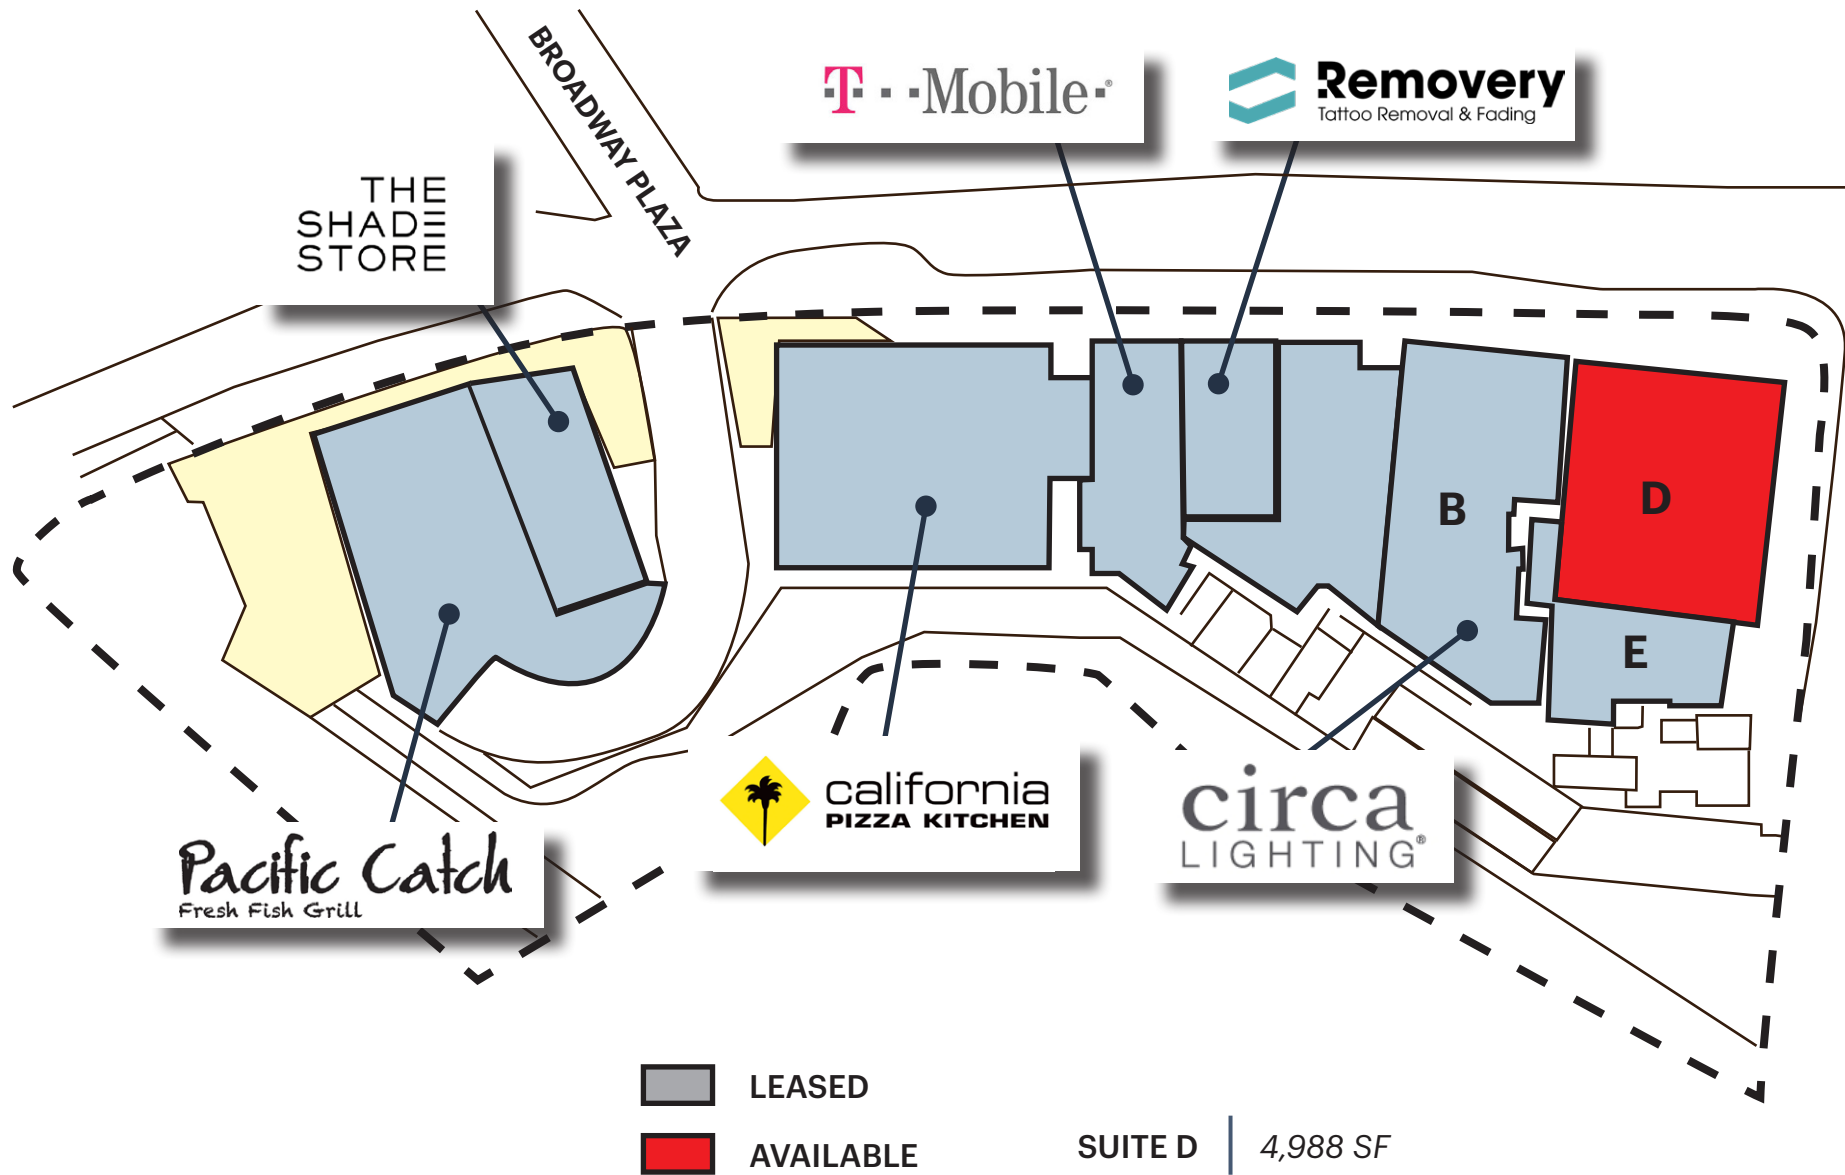 BROADWAY PLAZA
T··Mobile·®
Removery
Tattoo Removal & Fading
THE
SHADE
STORE
B
D
E
california
PIZZA KITCHEN
circa
LIGHTING®
Pacific Catch
Fresh Fish Grill
LEASED
AVAILABLE
SUITE D | 4,988 SF